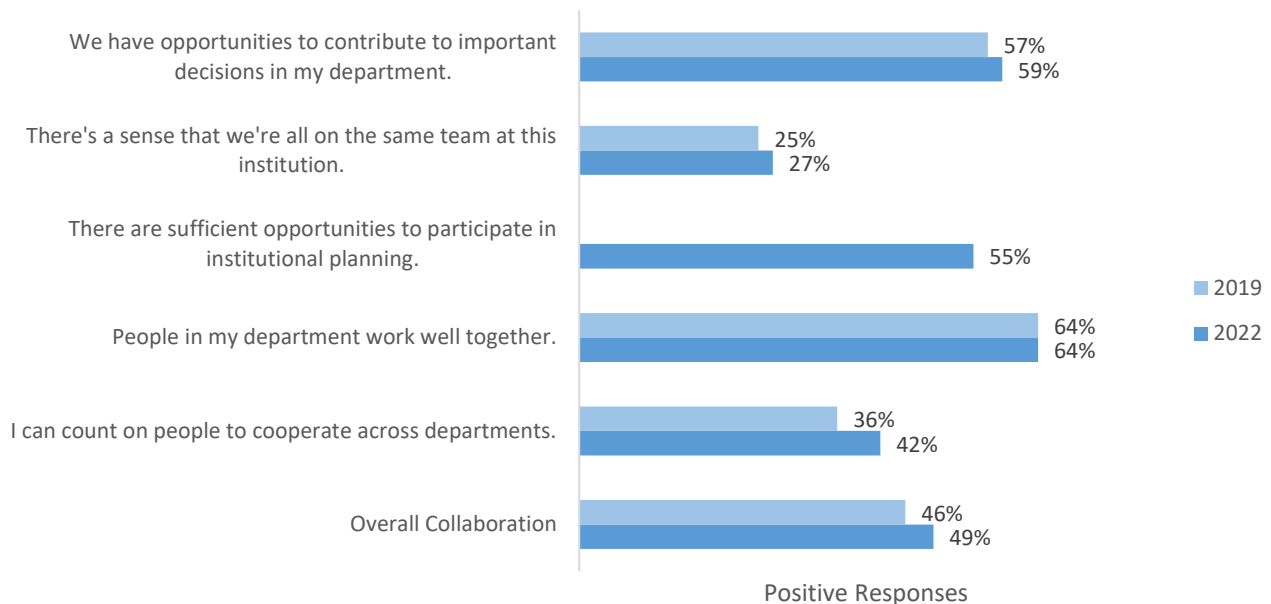 We have opportunities to contribute to important
decisions in my department.
57%
59%
There's a sense that we're all on the same team at this
institution.
25%
27%
There are sufficient opportunities to participate in
institutional planning.
55%
People in my department work well together.
64%
64%
I can count on people to cooperate across departments.
36%
42%
Overall Collaboration
46%
49%
2019
2022
Positive Responses